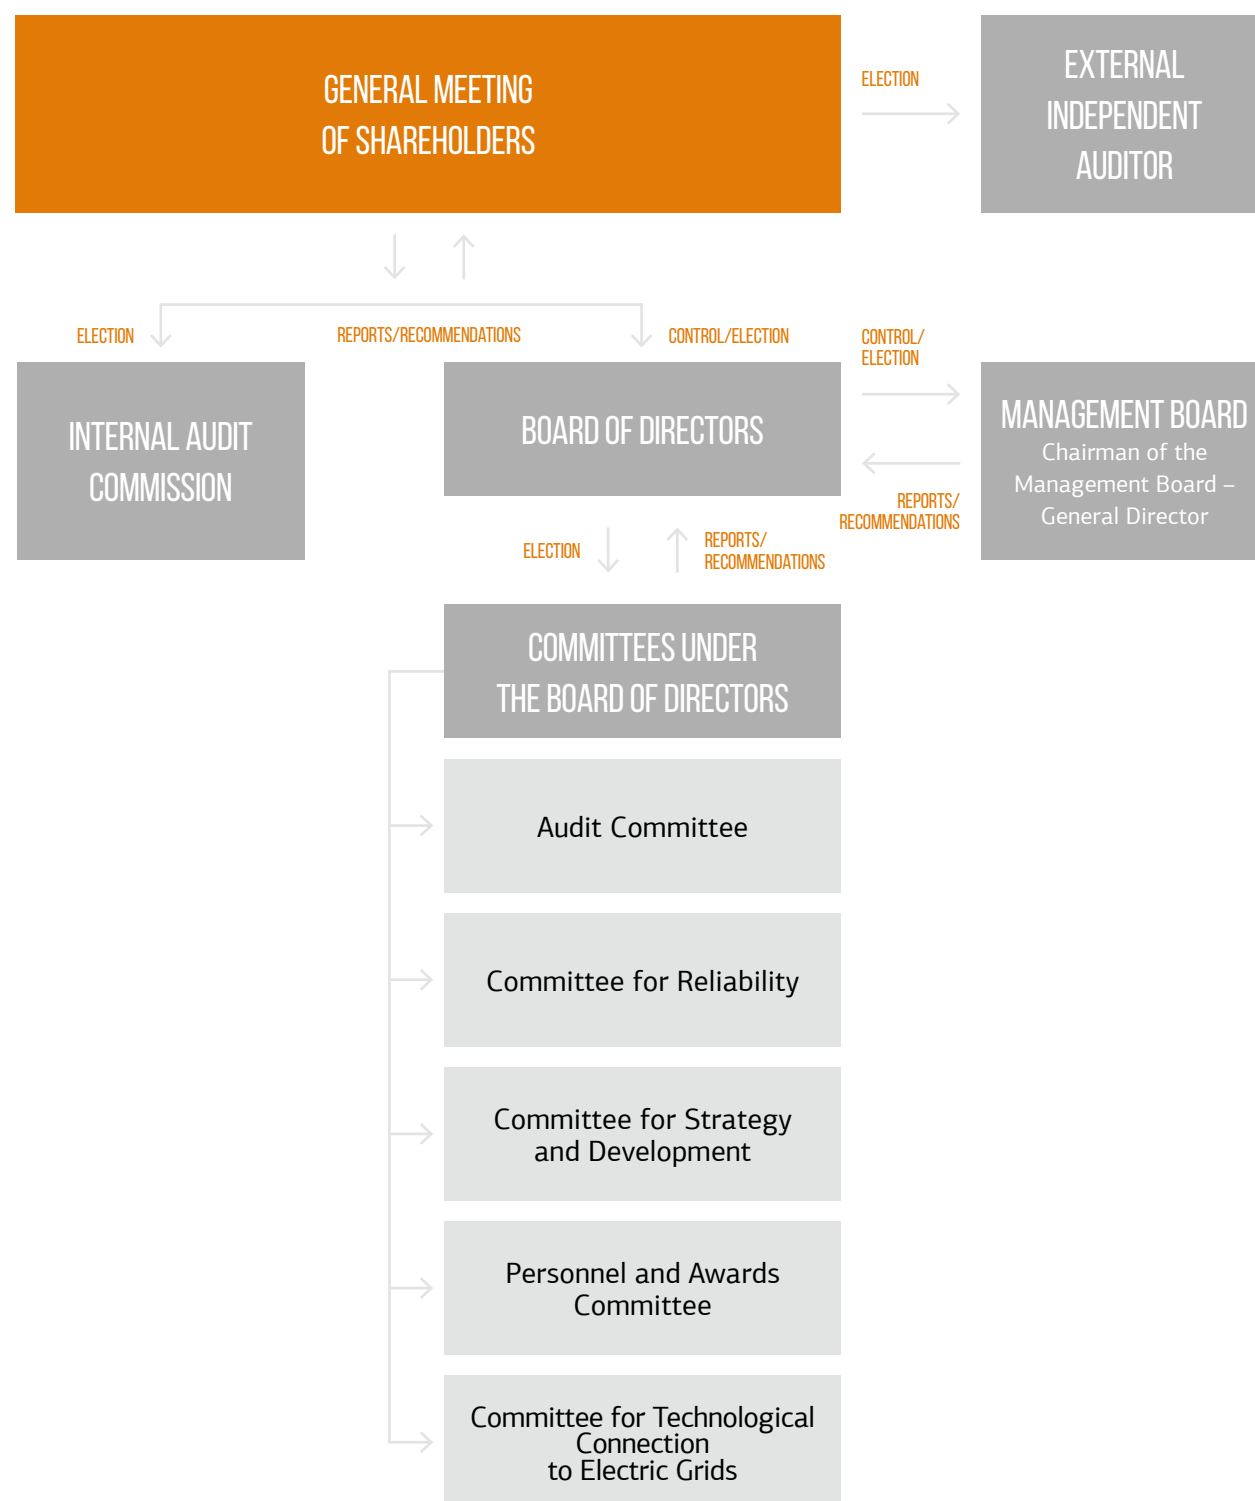 GENERAL MEETING
OF SHAREHOLDERS
ELECTION
EXTERNAL
INDEPENDENT
AUDITOR
ELECTION
REPORTS/RECOMMENDATIONS
CONTROL/ELECTION
CONTROL/
ELECTION
INTERNAL AUDIT
COMMISSION
BOARD OF DIRECTORS
MANAGEMENT BOARD
Chairman of the
Management Board –
General Director
REPORTS/
RECOMMENDATIONS
ELECTION
REPORTS/
RECOMMENDATIONS
COMMITTEES UNDER
THE BOARD OF DIRECTORS
Audit Committee
Committee for Reliability
Committee for Strategy
and Development
Personnel and Awards
Committee
Committee for Technological
Connection
to Electric Grids